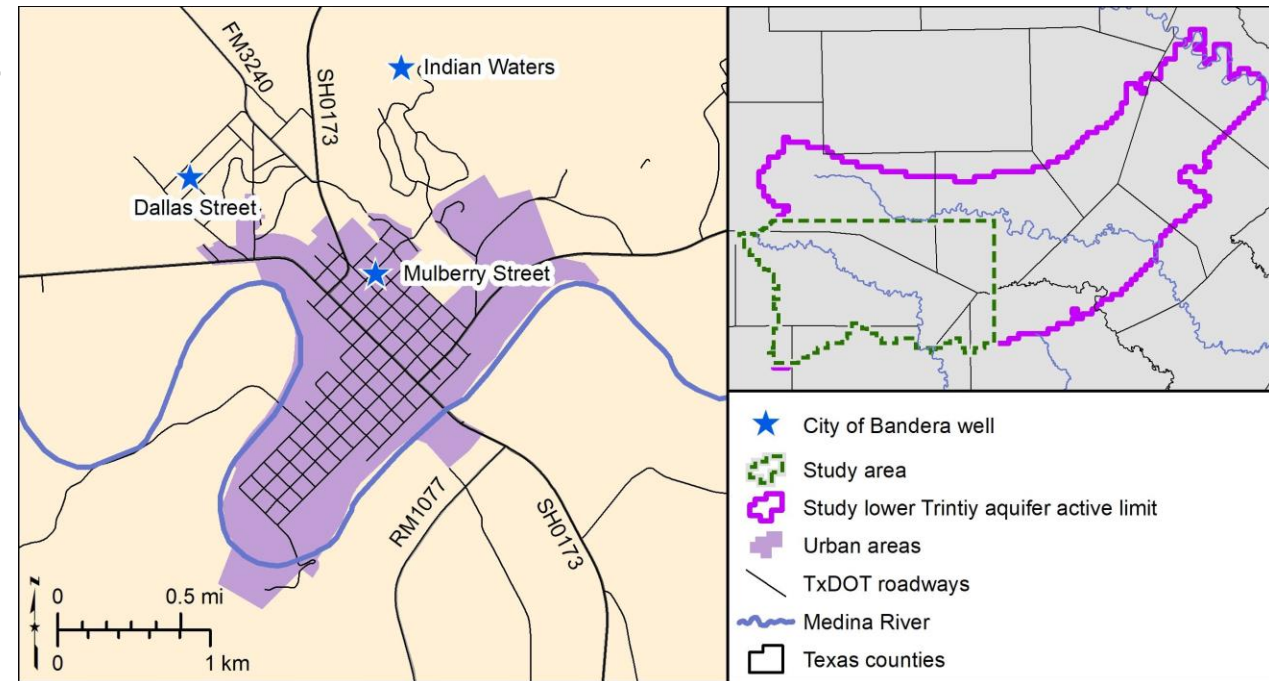 FM3240
SH0173
Indian Waters
Dallas Street
Mulberry Street
RM1077
SH0173
N
0 0.5 mi
0 1 km
City of Bandera well
Study area
Study lower Trintiy aquifer active limit
Urban areas
TxDOT roadways
Medina River
Texas counties